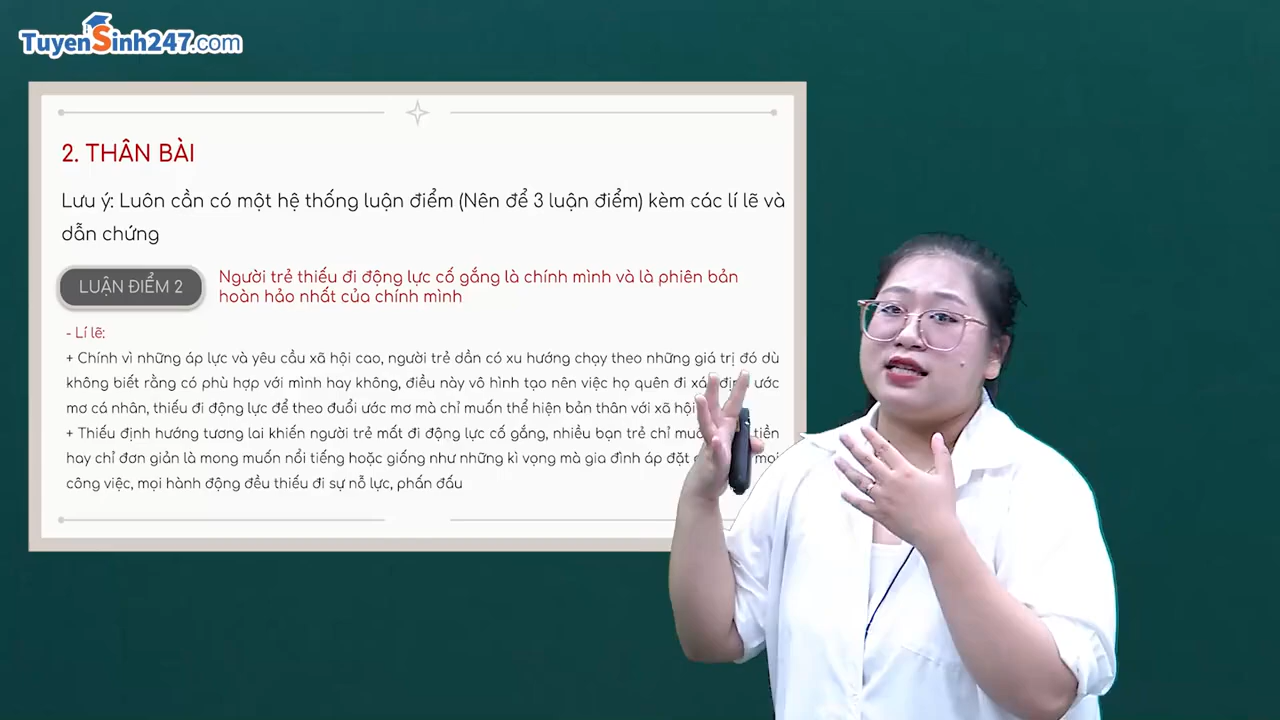 TuyenSinh247.com
2. THÂN BÀI
Lưu ý: Luôn cần có một hệ thống luận điểm (Nên để 3 luận điểm) kèm các lí lẽ và
dẫn chứng
LUẬN ĐIỂM 2
Người trẻ thiếu đi động lực cố gắng là chính mình và là phiên bản
hoàn hảo nhất của chính mình
- Lí lẽ:
+ Chính vì những áp lực và yêu cầu xã hội cao, người trẻ dần có xu hướng chạy theo những giá trị đó dù
không biết rằng có phù hợp với mình hay không, điều này vô hình tạo nên việc họ quên đi ước
mơ cá nhân, thiếu đi động lực để theo đuổi ước mơ mà chỉ muốn thể hiện bản thân với xã hội
+ Thiếu định hướng tương lai khiến người trẻ mất đi động lực cố gắng, nhiều bạn trẻ chỉ tiền
hay chỉ đơn giản là mong muốn nổi tiếng hoặc giống như những kì vọng mà gia đình áp đặt mọi
công việc, mọi hành động đều thiếu đi sự nỗ lực, phấn đấu